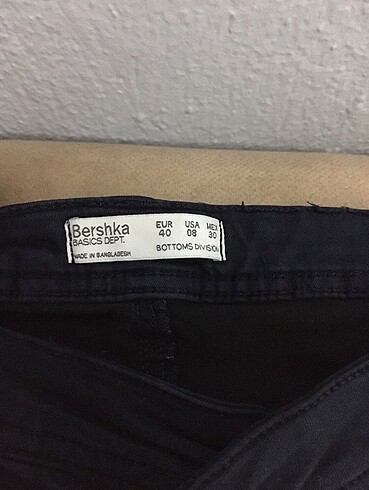 Bershka
BASICS DEPT.
EUR USA MEX
40 08 30
BOTTOMS DIVISION
MADE IN BANGLADESH